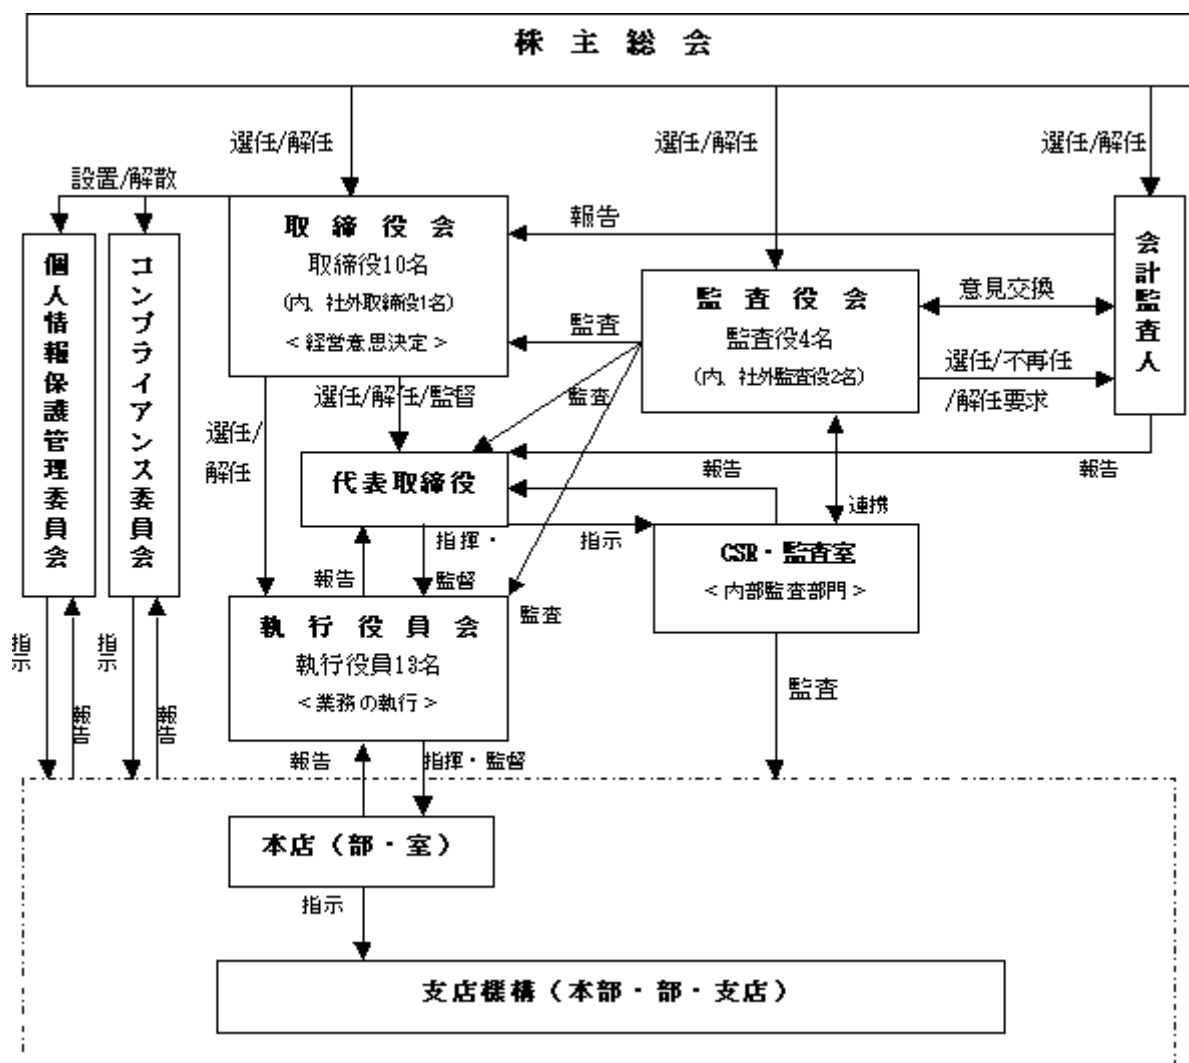 株主総会
選任/解任
選任/解任
選任/解任
設置/解散
取締役会
取締役10名
(内、社外取締役1名)
<経営意思決定>
報告
会計監査人
個人情報保護管理委員会
コンプライアンス委員会
監査役会
監査役4名
(内、社外監査役2名)
意見交換
監査
選任/不再任
/解任要求
選任/解任/監督
監査
選任/
解任
代表取締役
報告
報告
連携
指揮・
監督
指示
CSR・監査室
<内部監査部門>
報告
監査
執行役員会
執行役員13名
<業務の執行>
指示
指示
報告
報告
監査
報告
指揮・監督
本店(部・室)
指示
支店機構(本部・部・支店)